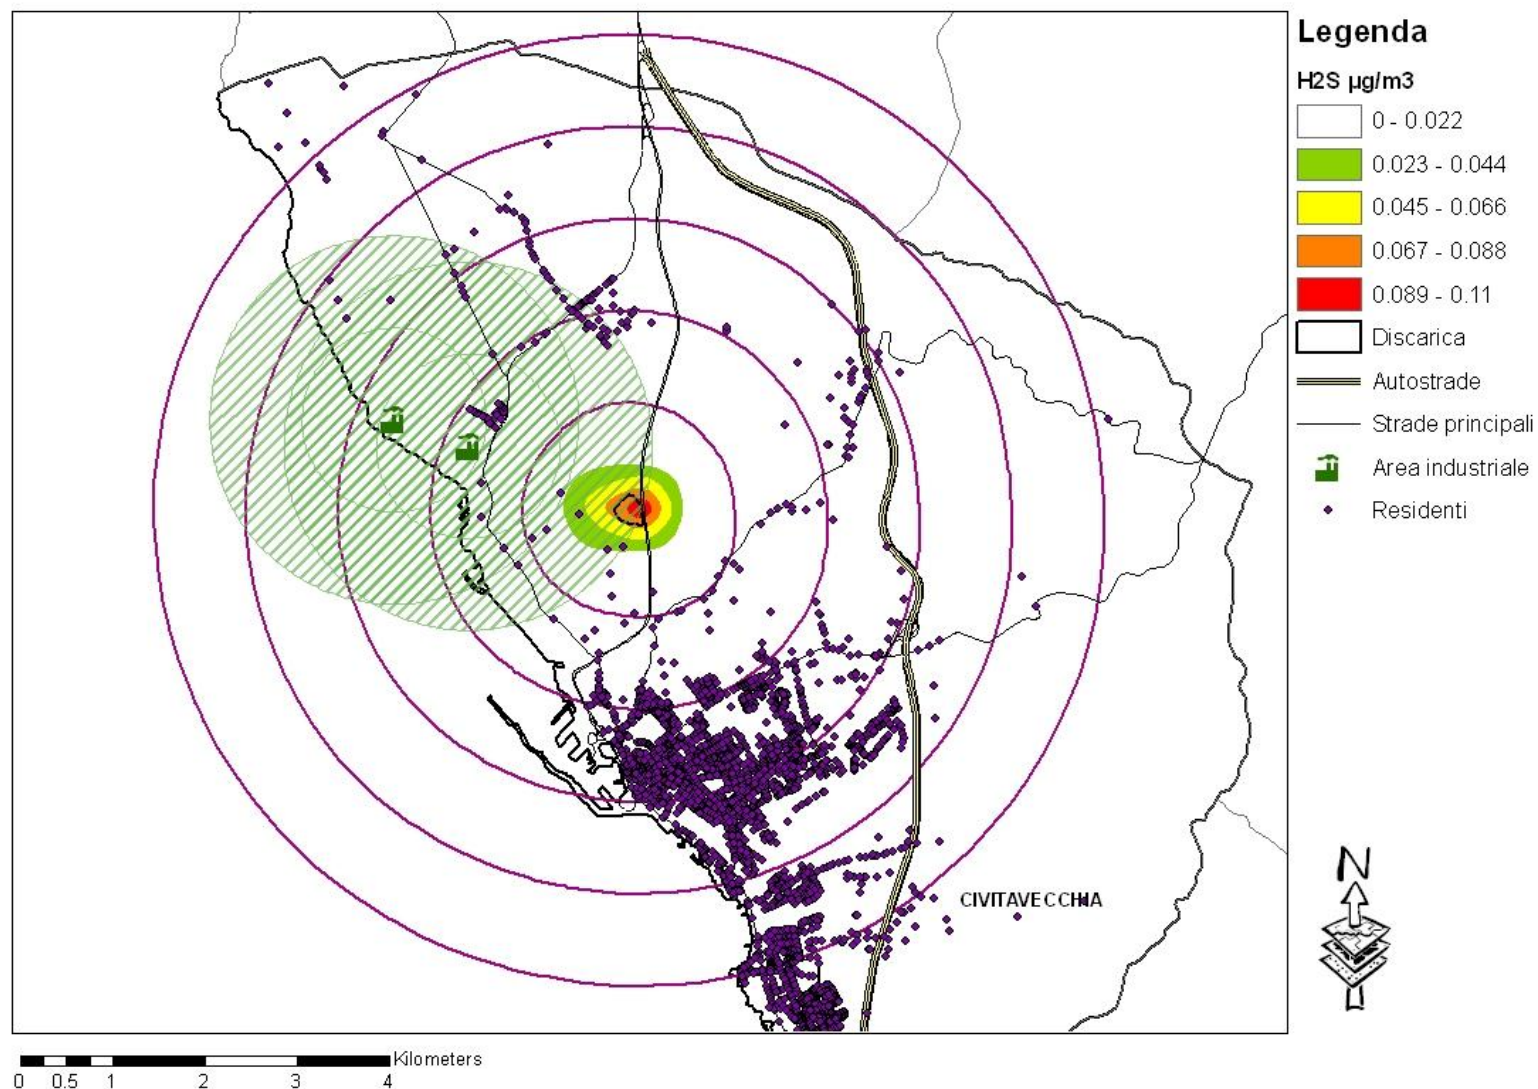 Legenda
H2S µg/m3
0 - 0.022
0.023 - 0.044
0.045 - 0.066
0.067 - 0.088
0.089 - 0.11
Discarica
Autostrade
Strade principali
Area industriale
Residenti
CIVITAVECCHIA
N
Kilometers
0 0.5 1 2 3 4